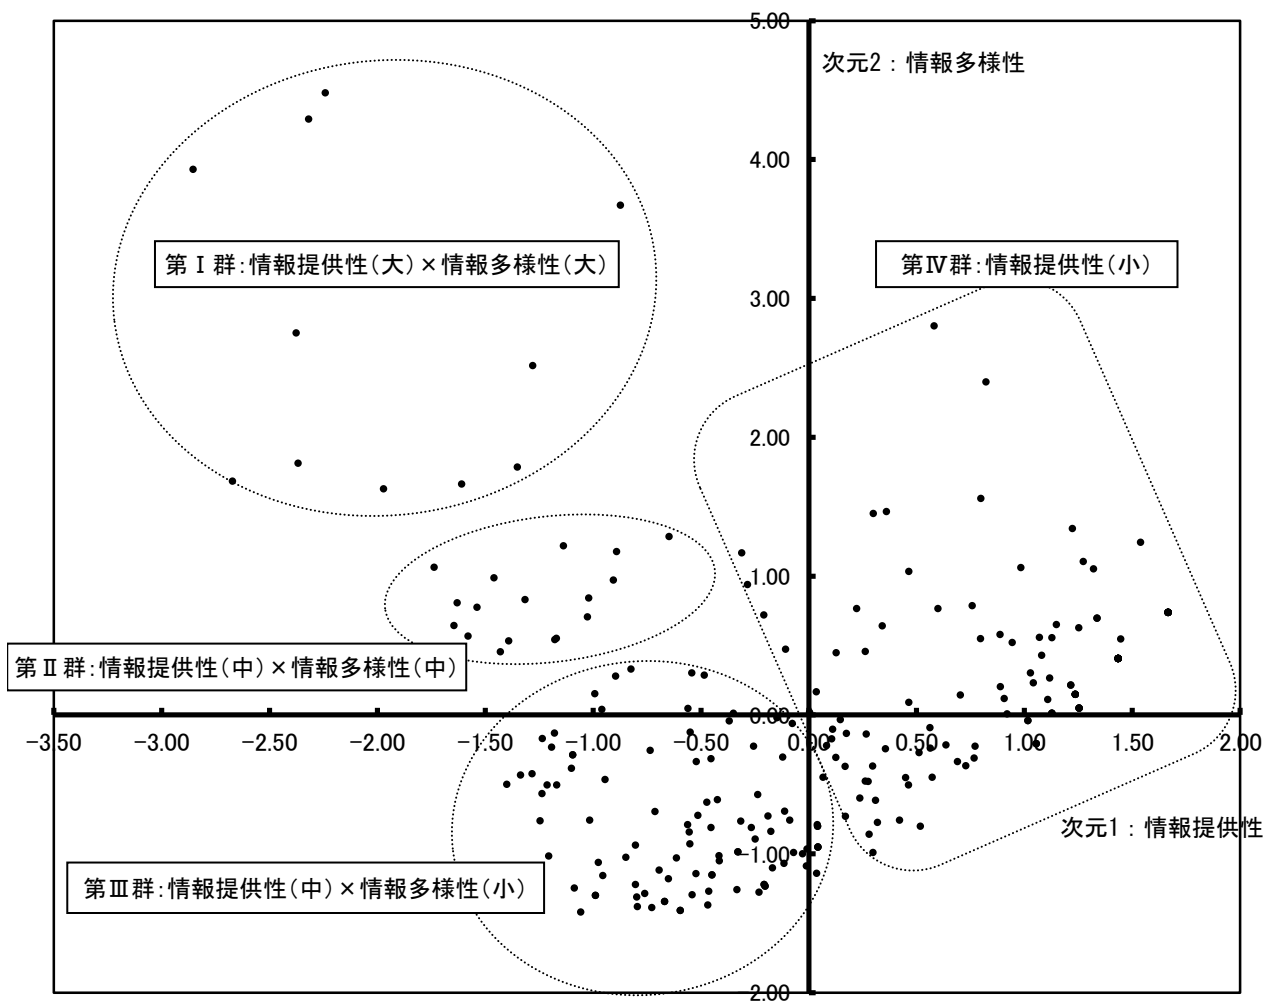 5.00
次元2：情報多様性
4.00
第Ⅰ群：情報提供性（大）×情報多様性（大）
第Ⅳ群：情報提供性（小）
3.00
2.00
1.00
第Ⅱ群：情報提供性（中）×情報多様性（中）
0.00
-3.50 -3.00 -2.50 -2.00 -1.50 -1.00 -0.50 0.00 0.50 1.00 1.50 2.00
次元1：情報提供性
-1.00
第Ⅲ群：情報提供性（中）×情報多様性（小）
-2.00